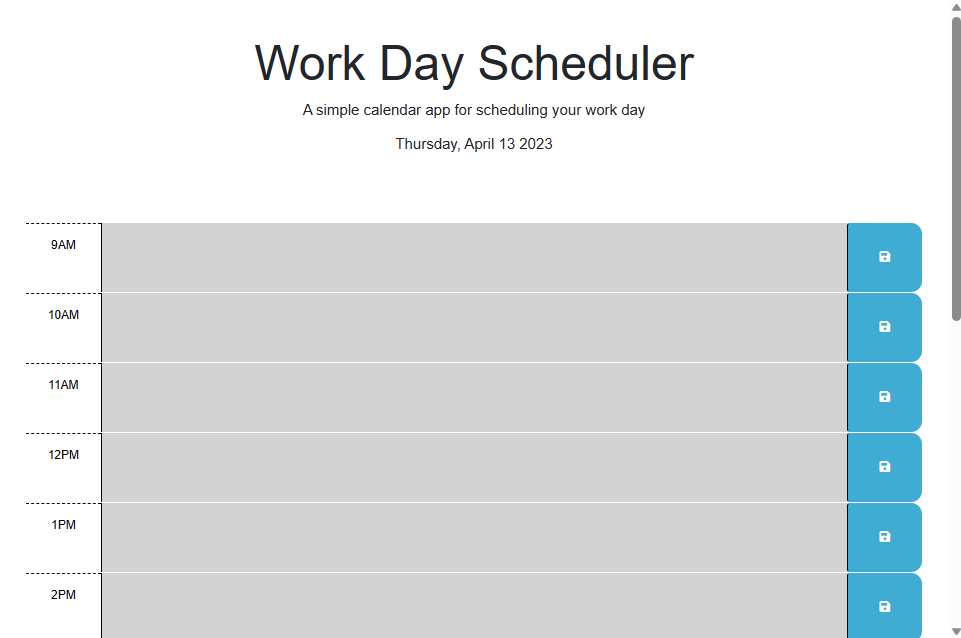 Work Day Scheduler
A simple calendar app for scheduling your work day
Thursday, April 13 2023
9AM
10AM
11AM
12PM
1PM
2PM